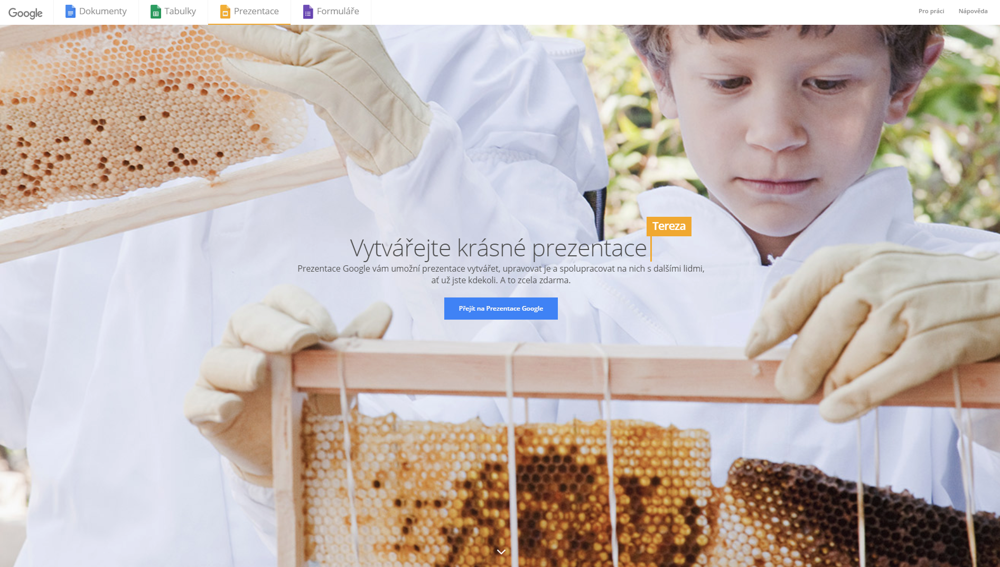 Google
Dokumenty
Tabulky
Prezentace
Formuláře
Pro práci
Nápověda
Tereza
Vytvářejte krásné prezentace
Prezentace Google vám umožní prezentace vytvářet, upravovat je a spolupracovat na nich s dalšími lidmi,
ať už jste kdekoli. A to zcela zdarma.
Přejít na Prezentace Google